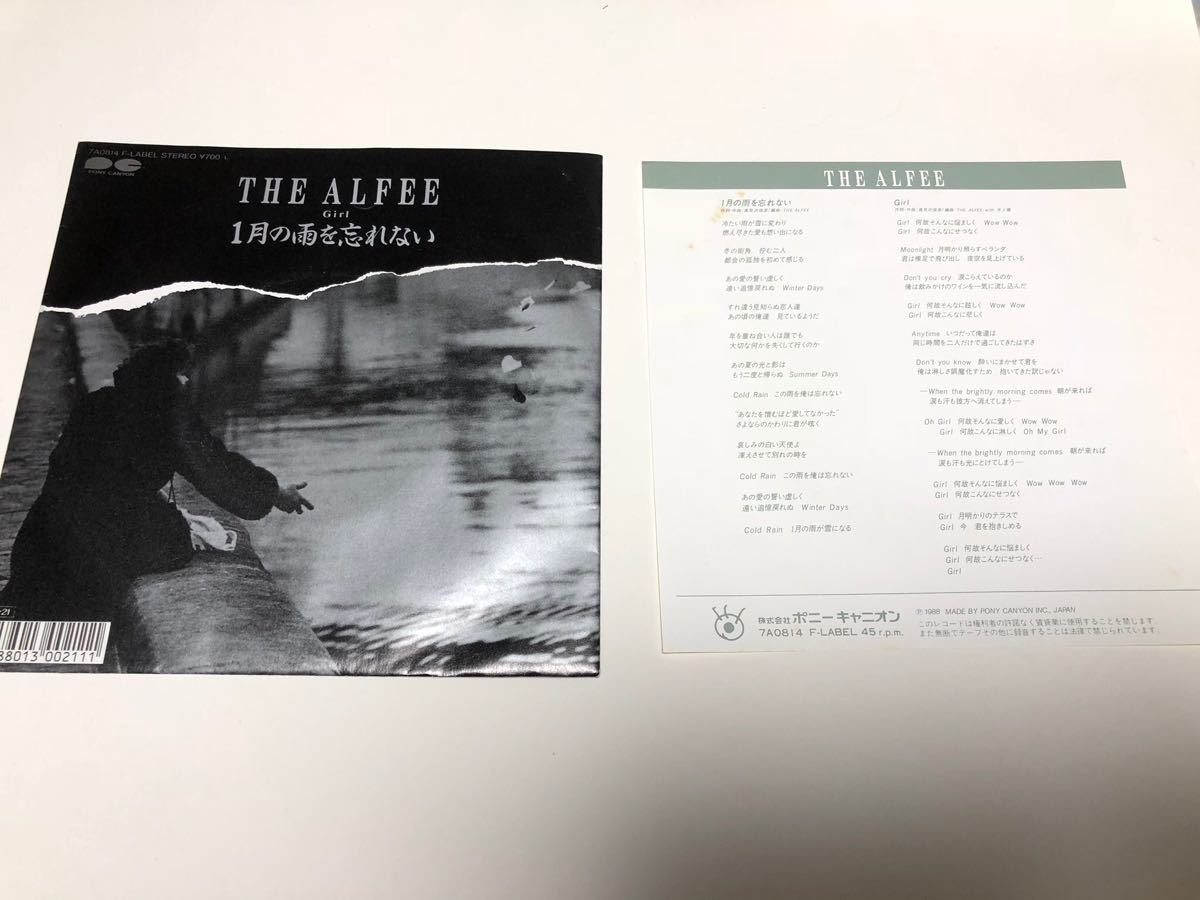 7A0814 F-LABEL STEREO ¥700
PONY CANYON
THE ALFEE
Girl
1月の雨を忘れない
21
88013 002111
THE ALFEE
1月の雨を忘れない
作詞・作曲:高見沢俊彦/編曲:THE ALFEE
冷たい雨が雪に変わり
燃え尽きた愛も想い出になる
冬の街角 佇む二人
都会の孤独を初めて感じる
あの愛の誓い虚しく
遠い追憶戻れぬ Winter Days
すれ違う見知らぬ恋人達
あの頃の俺達 見ているようだ
年を重ね合い人は誰でも
大切な何かを失くして行くのか
あの夏の光と影は
もう二度と帰らぬ Summer Days
Cold Rain この雨を俺は忘れない
“あなたを憎むほど愛してなかった”
さよならのかわりに君が呟く
哀しみの白い天使よ
凍えさせて別れの時を
Cold Rain この雨を俺は忘れない
あの愛の誓い虚しく
遠い追憶戻れぬ Winter Days
Cold Rain 1月の雨が雪になる
Girl
作詞・作曲:高見沢俊彦/編曲:THE ALFEE with
Girl 何故そんなに悩ましく Wow Wow
Girl 何故こんなにせつなく
Moonlight 月明かり照らすベランダ
君は裸足で飛び出し 夜空を見上げている
Don't you cry 涙こらえているのか
俺は飲みかけのワインを一気に流し込んだ
Girl 何故そんなに眩しく Wow Wow
Girl 何故こんなに悲しく
Anytime いつだって俺達は
同じ時間を二人だけで過ごしてきたはずさ
Don't you know 酔いにまかせて君を
俺は淋しさ誤魔化すため 抱いてきた訳じゃない
—When the brightly morning comes 朝が来れば
涙も汗も彼方へ消えてしまう—
Oh Girl 何故そんなに愛しく Wow Wow
Girl 何故こんなに淋しく Oh My Girl
—When the brightly morning comes 朝が来れば
涙も汗も光にとけてしまう—
Girl 何故そんなに悩ましく Wow Wow Wow
Girl 何故こんなにせつなく
Girl 月明かりのテラスで
Girl 今 君を抱きしめる
Girl 何故そんなに悩ましく
Girl 何故こんなにせつなく…
Girl
株式会社 ポニーキャニオン
7A0814 F-LABEL 45 r.p.m.
℗ 1988 MADE BY PONY CANYON INC., JAPAN
このレコードは権利者の許諾なく賃貸業に使用することを禁じます。
また無断でテープその他に録音することは法律で禁じられています。